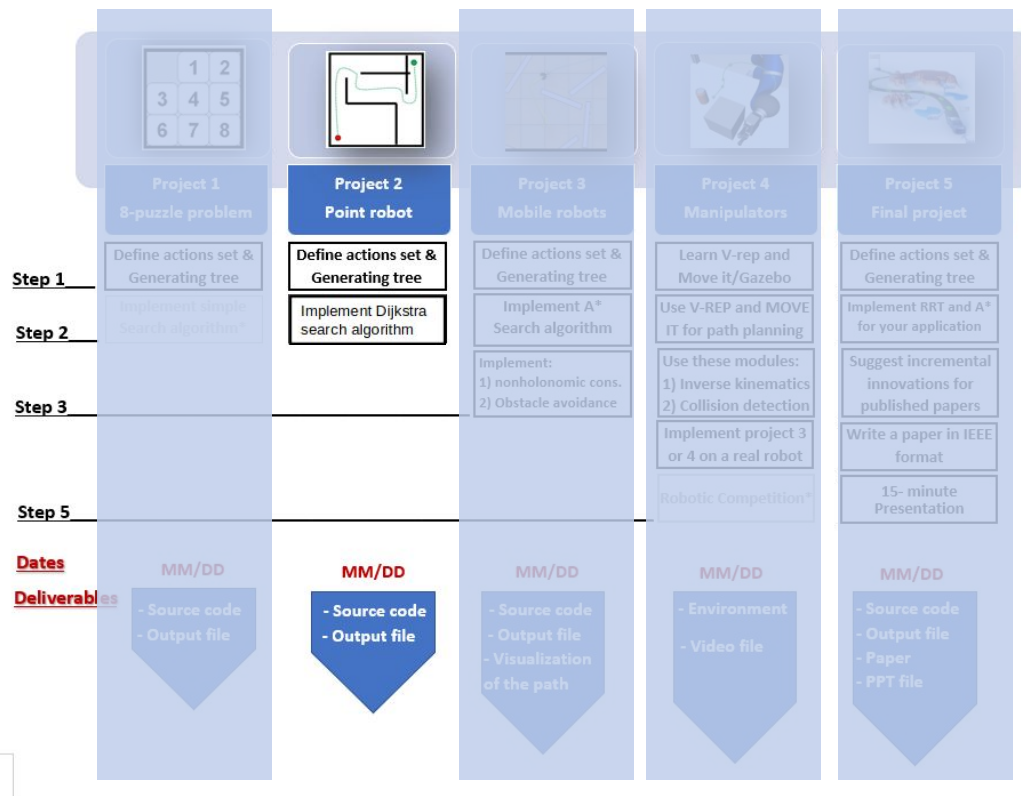 1 2
3 4 5
6 7 8
Project 1
8-puzzle problem
Project 2
Point robot
Project 3
Mobile robots
Project 4
Manipulators
Project 5
Final project
Step 1
Define actions set &
Generating tree
Define actions set &
Generating tree
Define actions set &
Generating tree
Learn V-rep and
Move it/Gazebo
Define actions set &
Generating tree
Step 2
Implement simple
Search algorithm*
Implement Dijkstra
search algorithm
Implement A*
Search algorithm
Use V-REP and MOVE
IT for path planning
Implement RRT and A*
for your application
Step 3
Implement:
1) nonholonomic cons.
2) Obstacle avoidance
Use these modules:
1) Inverse kinematics
2) Collision detection
Suggest incremental
innovations for
published papers
Implement project 3
or 4 on a real robot
Write a paper in IEEE
format
Step 5
Robotic Competition*
15- minute
Presentation
Dates
MM/DD
MM/DD
MM/DD
MM/DD
MM/DD
Deliverables
- Source code
- Output file
- Source code
- Output file
- Source code
- Output file
- Visualization
of the path
- Environment
- Video file
- Source code
- Output file
- Paper
- PPT file